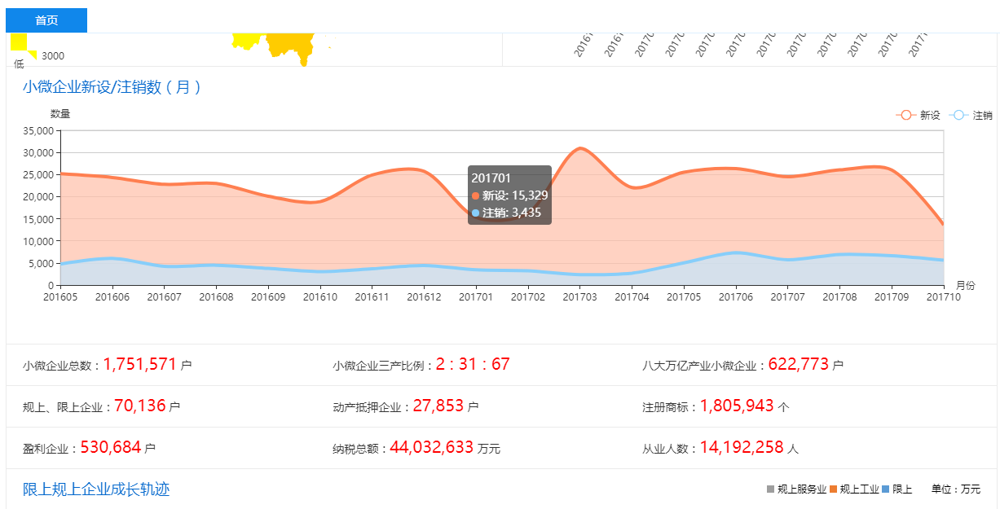 首页
3000
低
小微企业新设/注销数（月）
数量
新设 注销
35,000
30,000
25,000
20,000
15,000
10,000
5,000
0
201701
新设: 15,329
注销: 3,435
月份
201605 201606 201607 201608 201609 201610 201611 201612 201701 201702 201703 201704 201705 201706 201707 201708 201709 201710
小微企业总数：1,751,571 户 小微企业三产比例：2 : 31 : 67 八大万亿产业小微企业：622,773 户
规上、限上企业：70,136 户 动产抵押企业：27,853 户 注册商标：1,805,943 个
盈利企业：530,684 户 纳税总额：44,032,633 万元 从业人数：14,192,258 人
限上规上企业成长轨迹 规上服务业 规上工业 限上 单位：万元